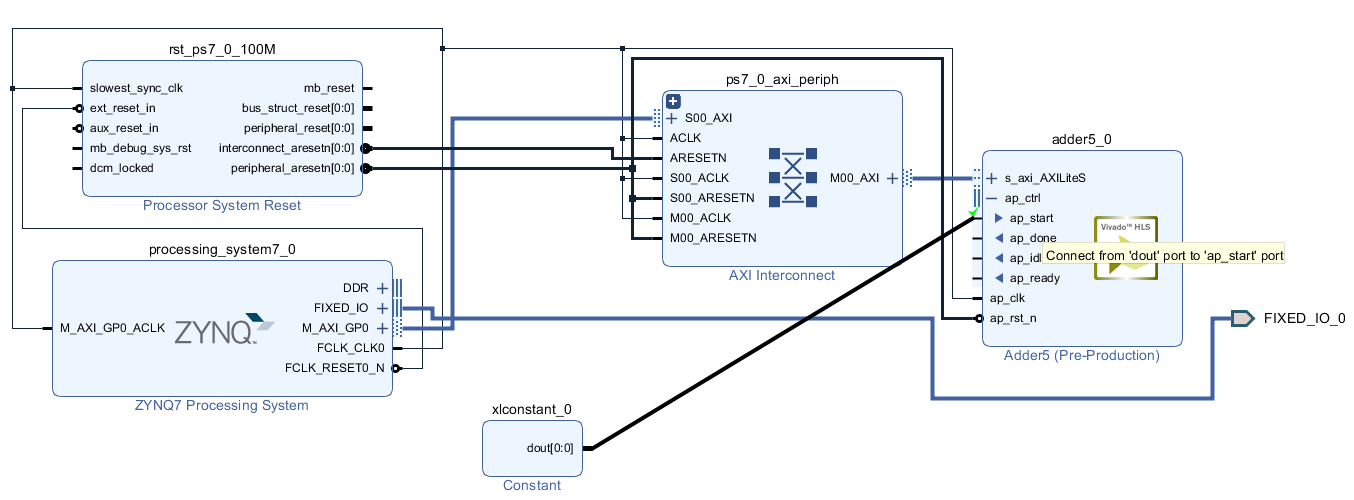 rst_ps7_0_100M
slowest_sync_clk
ext_reset_in
aux_reset_in
mb_debug_sys_rst
dcm_locked
mb_reset
bus_struct_reset[0:0]
peripheral_reset[0:0]
interconnect_aresetn[0:0]
peripheral_aresetn[0:0]
Processor System Reset
processing_system7_0
M_AXI_GP0_ACLK
ZYNQ
DDR
FIXED_IO
M_AXI_GP0
FCLK_CLK0
FCLK_RESET0_N
ZYNQ7 Processing System
ps7_0_axi_periph
S00_AXI
ACLK
ARESETN
S00_ACLK
S00_ARESETN
M00_ACLK
M00_ARESETN
M00_AXI
AXI Interconnect
xlconstant_0
dout[0:0]
Constant
adder5_0
s_axi_AXILiteS
ap_ctrl
ap_start
ap_done
ap_idl
ap_ready
ap_clk
ap_rst_n
Vivado™ HLS
Connect from 'dout' port to 'ap_start' port
Adder5 (Pre-Production)
FIXED_IO_0